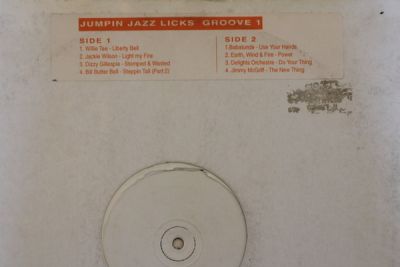 JUMPIN JAZZ LICKS GROOVE 1
SIDE 1
1. Willie Tee - Liberty Bell
2. Jackie Wilson - Light my Fire
3. Dizzy Gillespie - Stomped & Wasted
4. Bill Butter Ball - Steppin Tall (Part 2)
SIDE 2
1.Babatunde - Use Your Hands
2. Earth, Wind & Fire - Power
3. Delights Orchestre - Do Your Thing
4. Jimmy McGriff - The New Thing